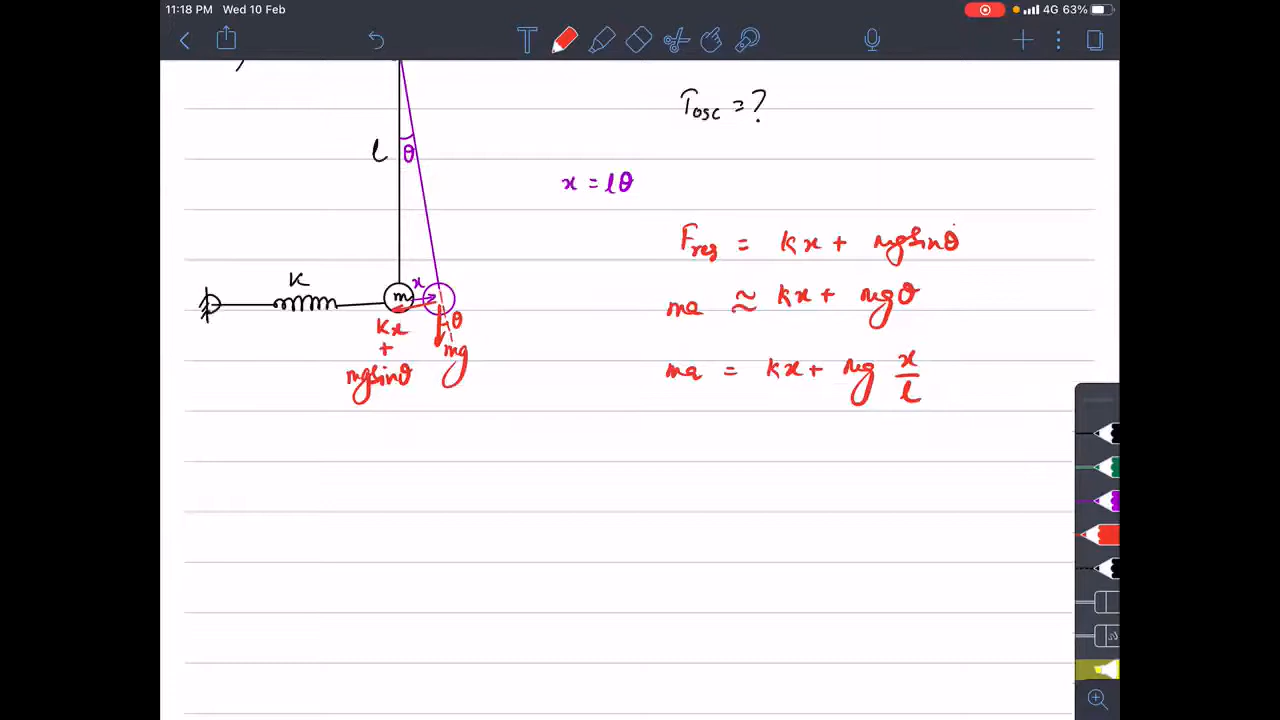 11:18 PM Wed 10 Feb
4G 63%
T
Tosc = ?
l
θ
x = lθ
Fres = kx + mg sinθ
K
x
m
ma ≈ kx + mgθ
θ
kx
+
mg
mg sinθ
ma = kx + mg x/l